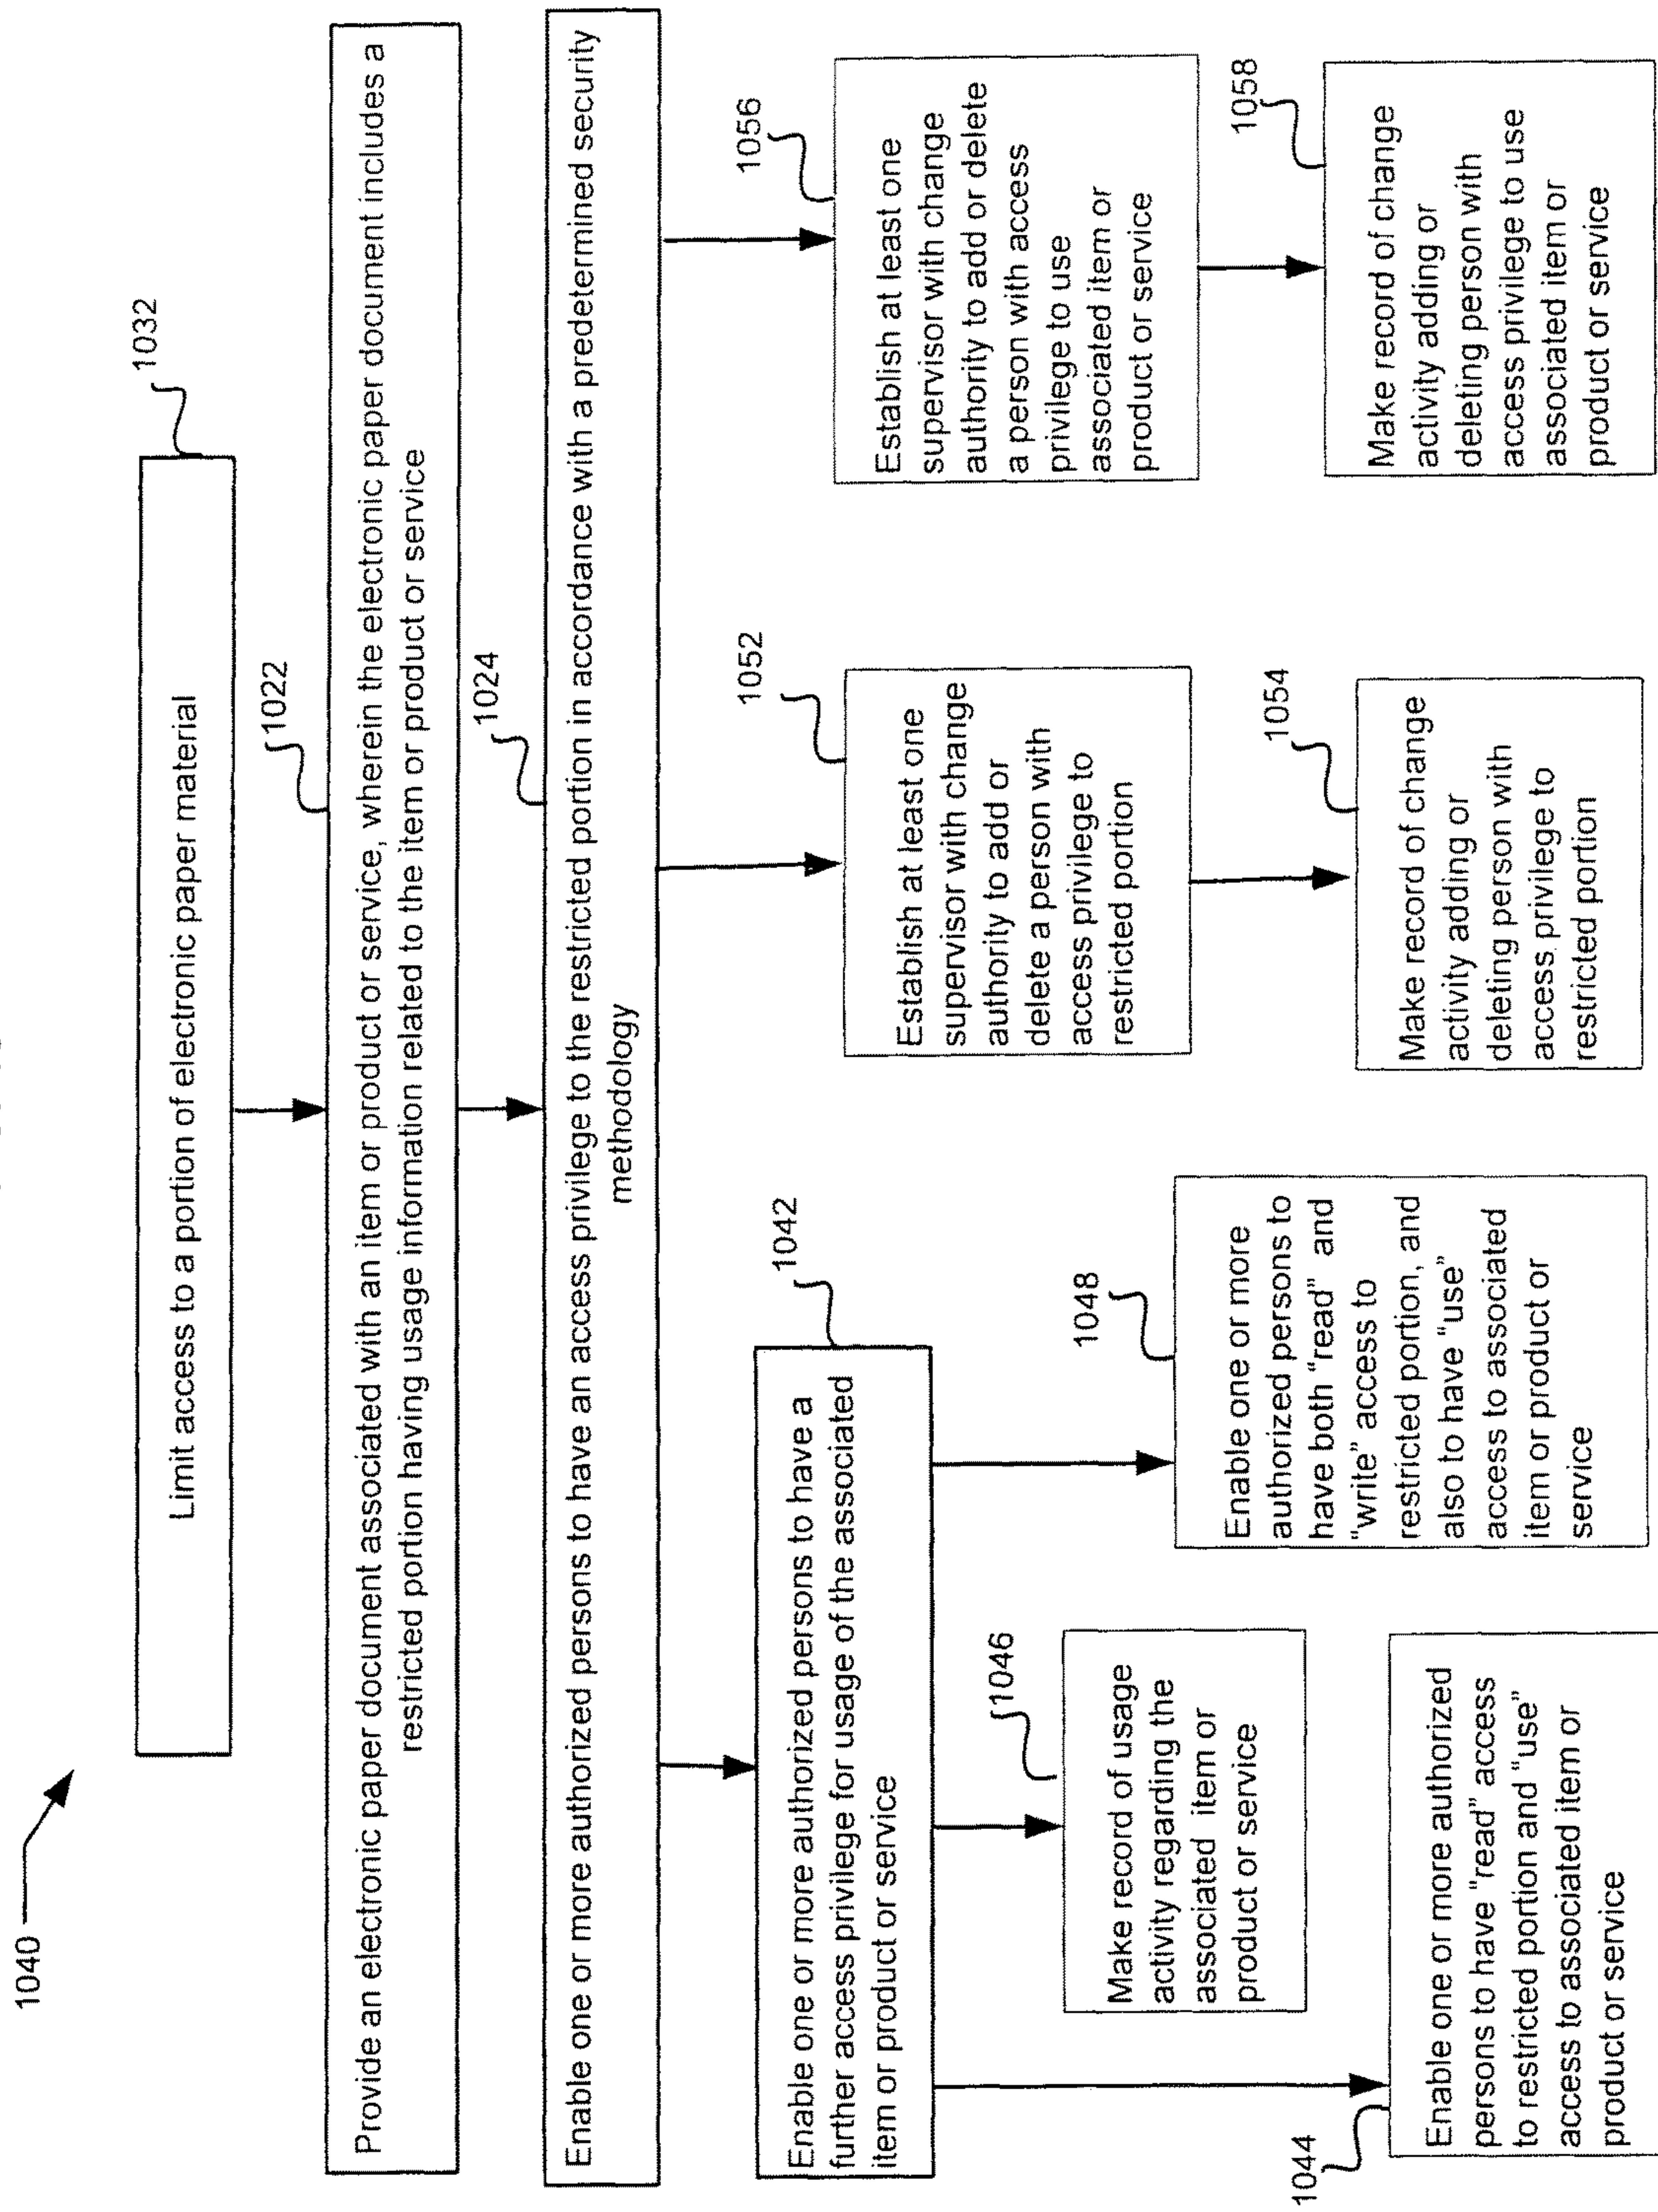 1040
1032
Limit access to a portion of electronic paper material
1022
Provide an electronic paper document associated with an item or product or service, wherein the electronic paper document includes a
restricted portion having usage information related to the item or product or service
1024
Enable one or more authorized persons to have an access privilege to the restricted portion in accordance with a predetermined security
methodology
1042
Enable one or more authorized persons to have a
further access privilege for usage of the associated
item or product or service
1044
Enable one or more authorized
persons to have “read” access
to restricted portion and “use”
access to associated item or
product or service
1046
Make record of usage
activity regarding the
associated item or
product or service
1048
Enable one or more
authorized persons to
have both “read” and
“write” access to
restricted portion, and
also to have “use”
access to associated
item or product or
service
1052
Establish at least one
supervisor with change
authority to add or
delete a person with
access privilege to
restricted portion
1054
Make record of change
activity adding or
deleting person with
access privilege to
restricted portion
1056
Establish at least one
supervisor with change
authority to add or delete
a person with access
privilege to use
associated item or
product or service
1058
Make record of change
activity adding or
deleting person with
access privilege to use
associated item or
product or service